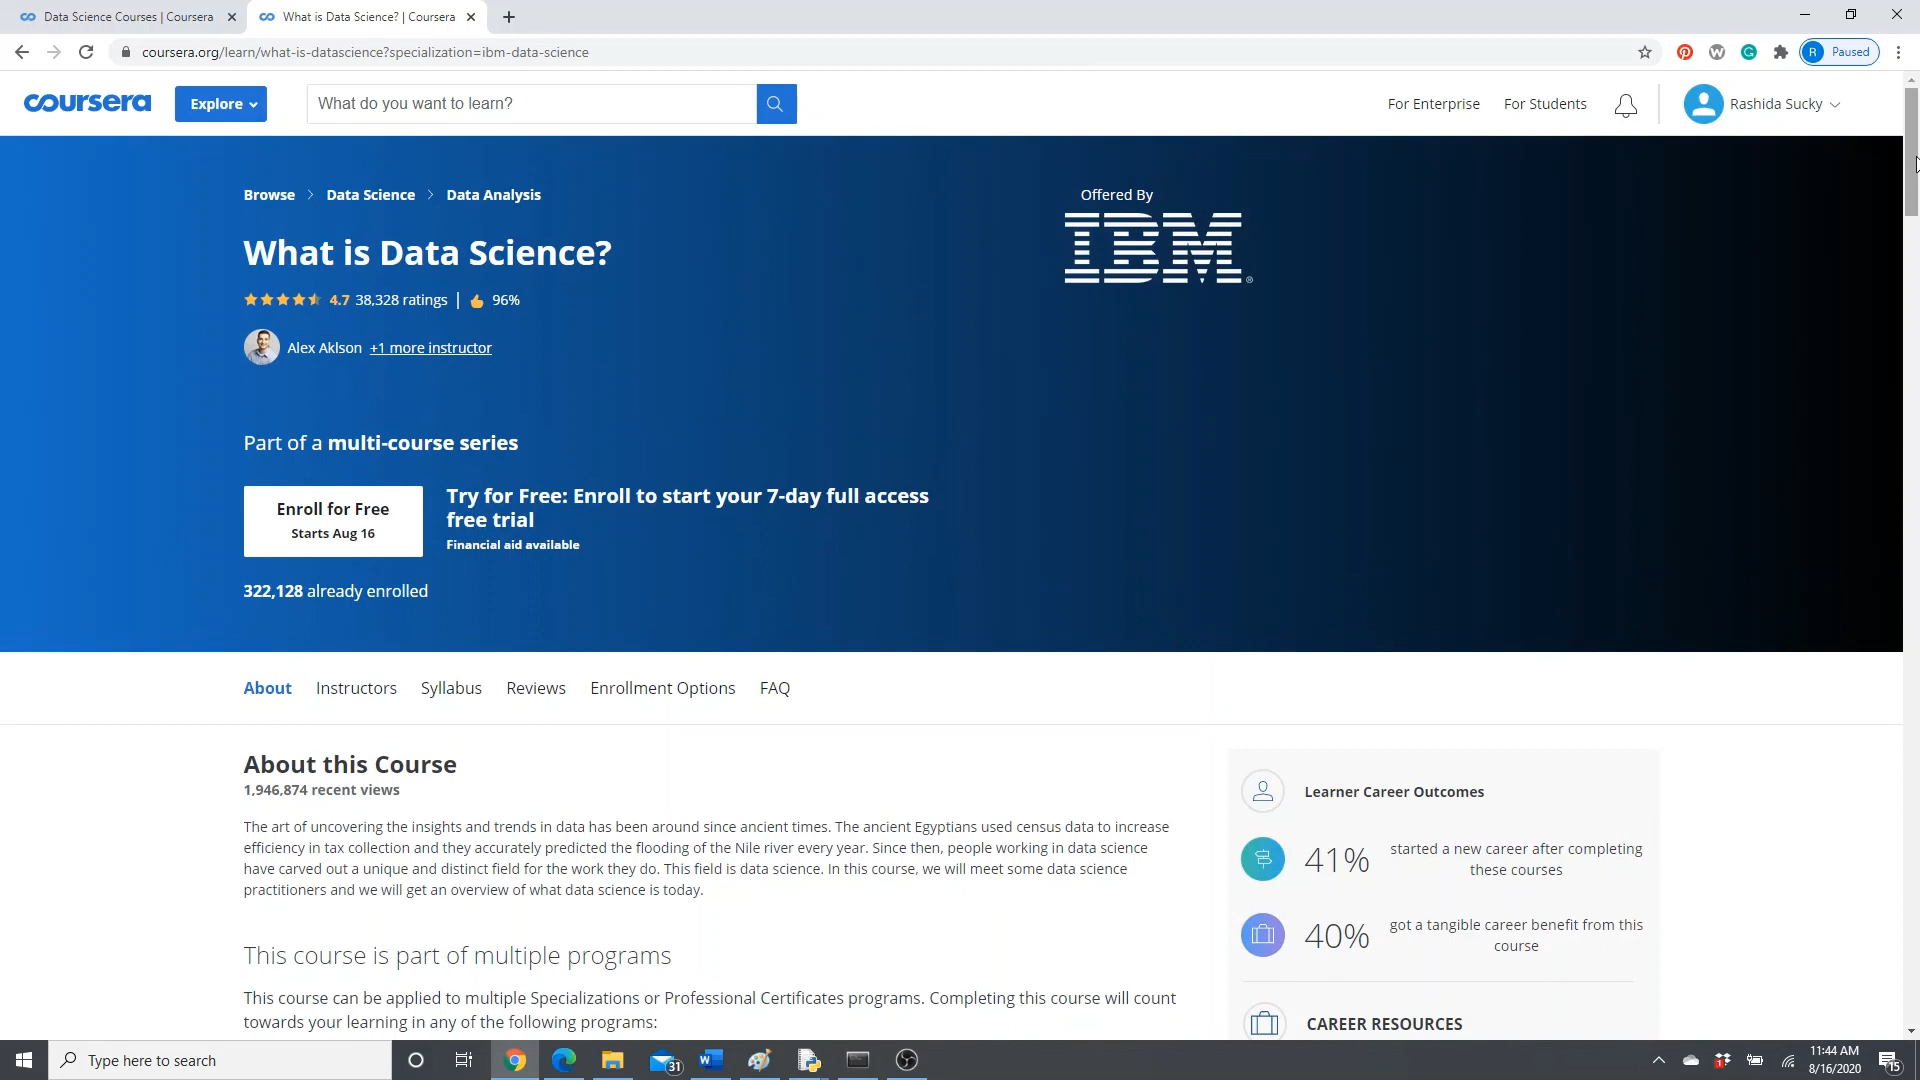 Data Science Courses | Coursera
What is Data Science? | Coursera
coursera.org/learn/what-is-datascience?specialization=ibm-data-science
R Paused
coursera
Explore
What do you want to learn?
For Enterprise
For Students
Rashida Sucky
Browse
Data Science
Data Analysis
Offered By
IBM®
What is Data Science?
4.7 38,328 ratings | 96%
Alex Aklson +1 more instructor
Part of a multi-course series
Enroll for Free
Starts Aug 16
Try for Free: Enroll to start your 7-day full access
free trial
Financial aid available
322,128 already enrolled
About
Instructors
Syllabus
Reviews
Enrollment Options
FAQ
About this Course
1,946,874 recent views
The art of uncovering the insights and trends in data has been around since ancient times. The ancient Egyptians used census data to increase
efficiency in tax collection and they accurately predicted the flooding of the Nile river every year. Since then, people working in data science
have carved out a unique and distinct field for the work they do. This field is data science. In this course, we will meet some data science
practitioners and we will get an overview of what data science is today.
This course is part of multiple programs
This course can be applied to multiple Specializations or Professional Certificates programs. Completing this course will count
towards your learning in any of the following programs:
Learner Career Outcomes
41%
started a new career after completing
these courses
40%
got a tangible career benefit from this
course
CAREER RESOURCES
Type here to search
31
W
1
11:44 AM
8/16/2020
15